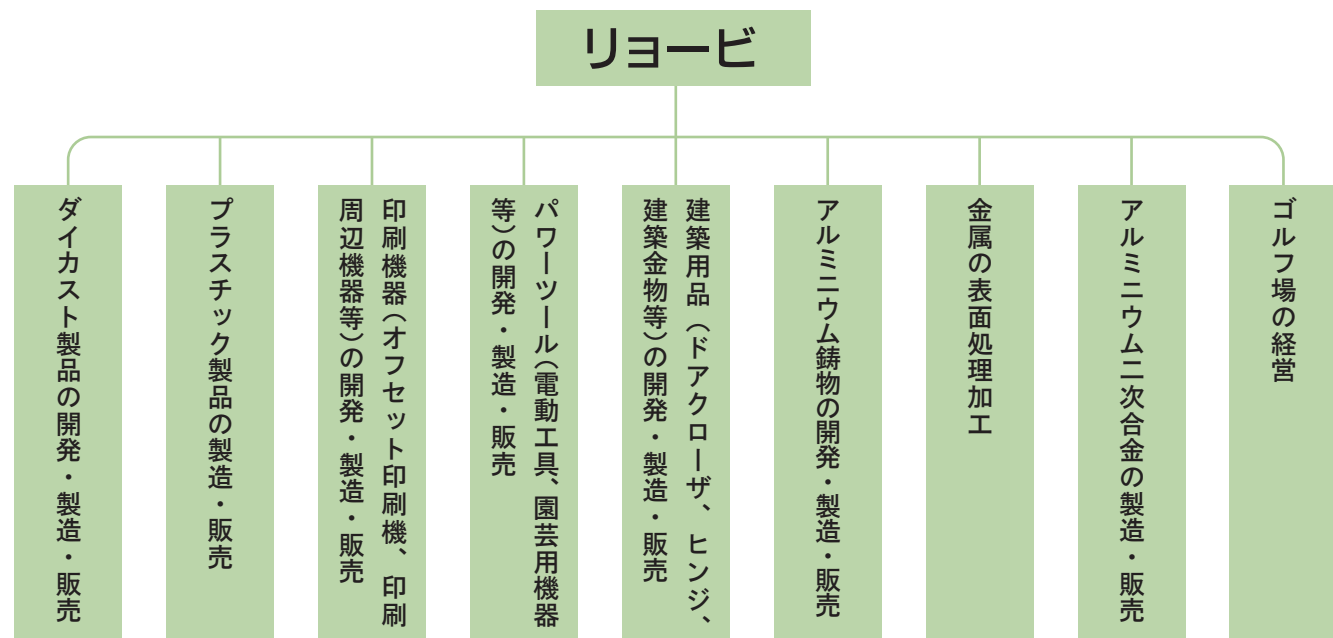 リョービ
ダイカスト製品の開発・製造・販売
プラスチック製品の製造・販売
印刷機器(オフセット印刷機、印刷
周辺機器等)の開発・製造・販売
パワーツール(電動工具、園芸用機器
等)の開発・製造・販売
建築用品(ドアクローザ、ヒンジ、
建築金物等)の開発・製造・販売
アルミニウム鋳物の開発・製造・販売
金属の表面処理加工
アルミニウム二次合金の製造・販売
ゴルフ場の経営